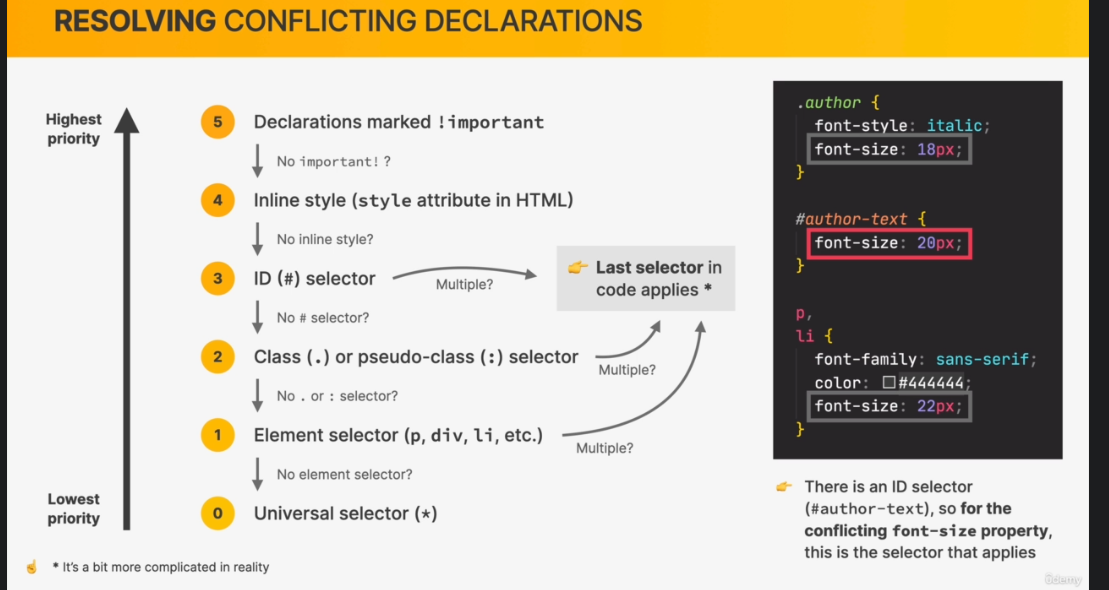 RESOLVING CONFLICTING DECLARATIONS
Highest
priority
5 Declarations marked !important
No important! ?
4 Inline style (style attribute in HTML)
No inline style?
3 ID (#) selector
Multiple?
👉 Last selector in
code applies *
No # selector?
2 Class (.) or pseudo-class (:) selector
Multiple?
No . or : selector?
1 Element selector (p, div, li, etc.)
Multiple?
No element selector?
Lowest
priority
0 Universal selector (*)
☝️ * It's a bit more complicated in reality
.author {
font-style: italic;
font-size: 18px;
}
#author-text {
font-size: 20px;
}
p,
li {
font-family: sans-serif;
color: #444444;
font-size: 22px;
}
👉 There is an ID selector
(#author-text), so for the
conflicting font-size property,
this is the selector that applies
ûdemy